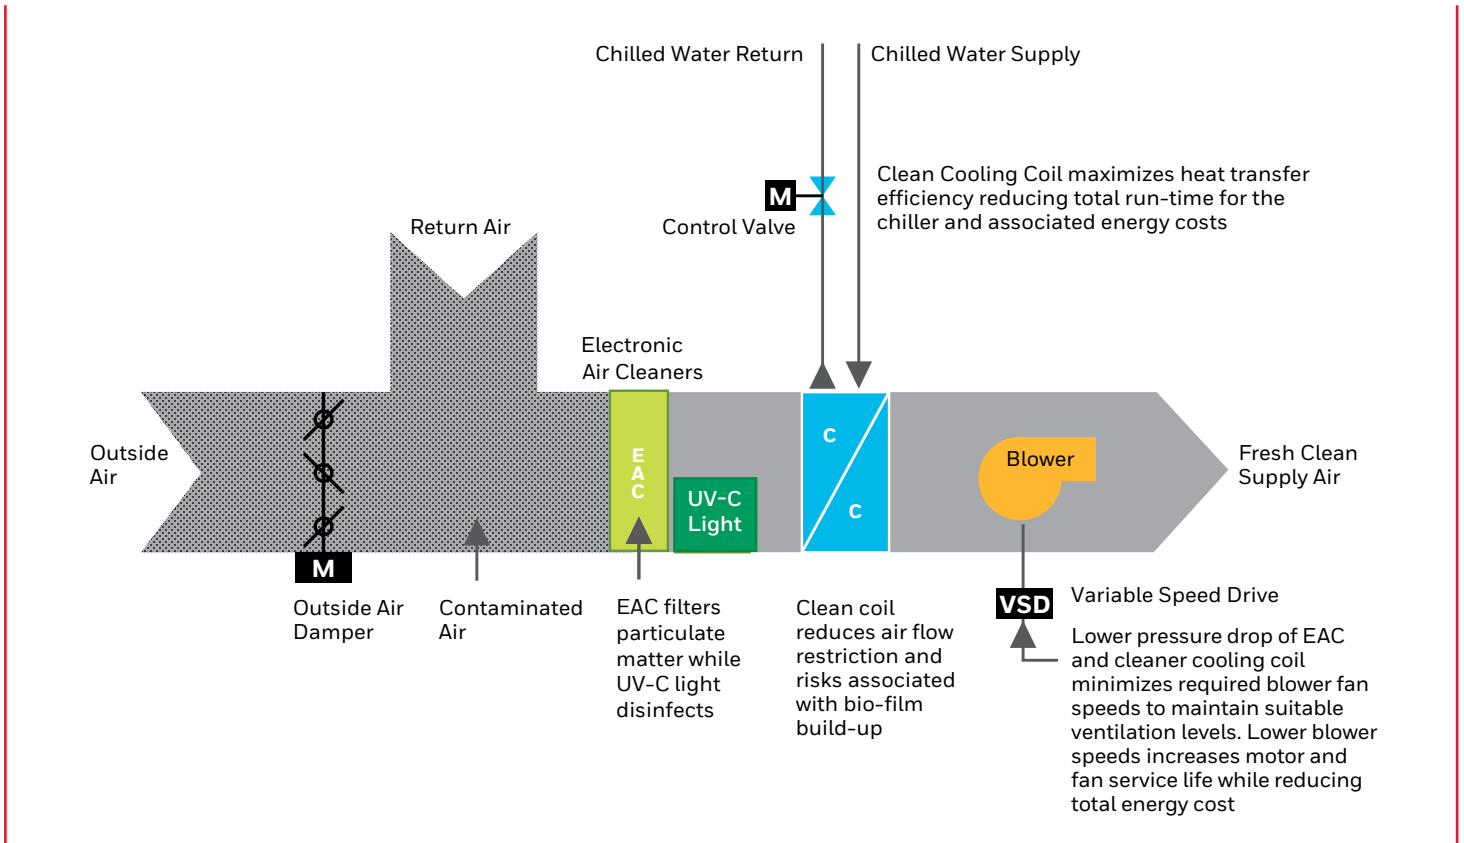 Chilled Water Return
Chilled Water Supply
Clean Cooling Coil maximizes heat transfer
efficiency reducing total run-time for the
chiller and associated energy costs
M
Control Valve
Return Air
Electronic
Air Cleaners
Outside
Air
E
A
C
UV-C
Light
C
C
Blower
Fresh Clean
Supply Air
M
Outside Air
Damper
Contaminated
Air
EAC filters
particulate
matter while
UV-C light
disinfects
Clean coil
reduces air flow
restriction and
risks associated
with bio-film
build-up
VSD
Variable Speed Drive
Lower pressure drop of EAC
and cleaner cooling coil
minimizes required blower fan
speeds to maintain suitable
ventilation levels. Lower blower
speeds increases motor and
fan service life while reducing
total energy cost